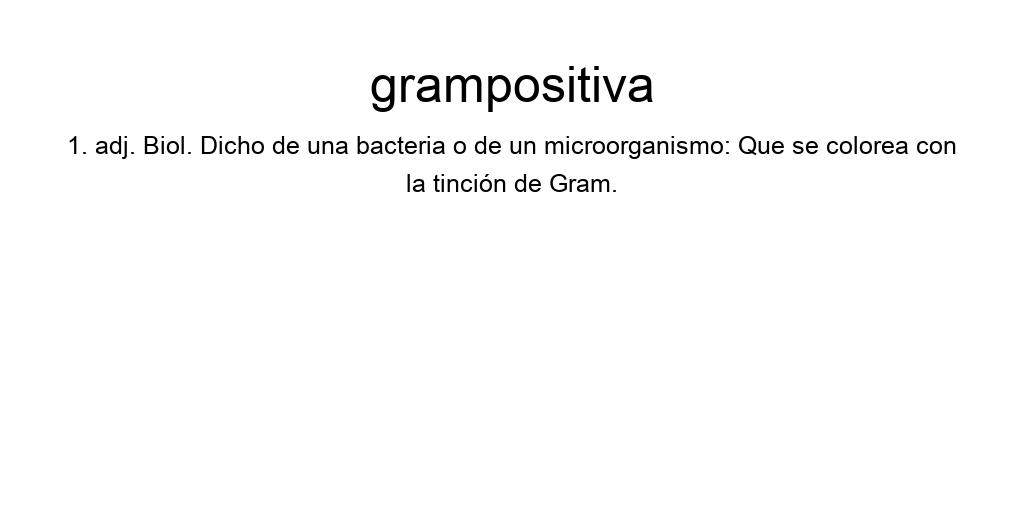 grampositiva
1. adj. Biol. Dicho de una bacteria o de un microorganismo: Que se colorea con
la tinción de Gram.